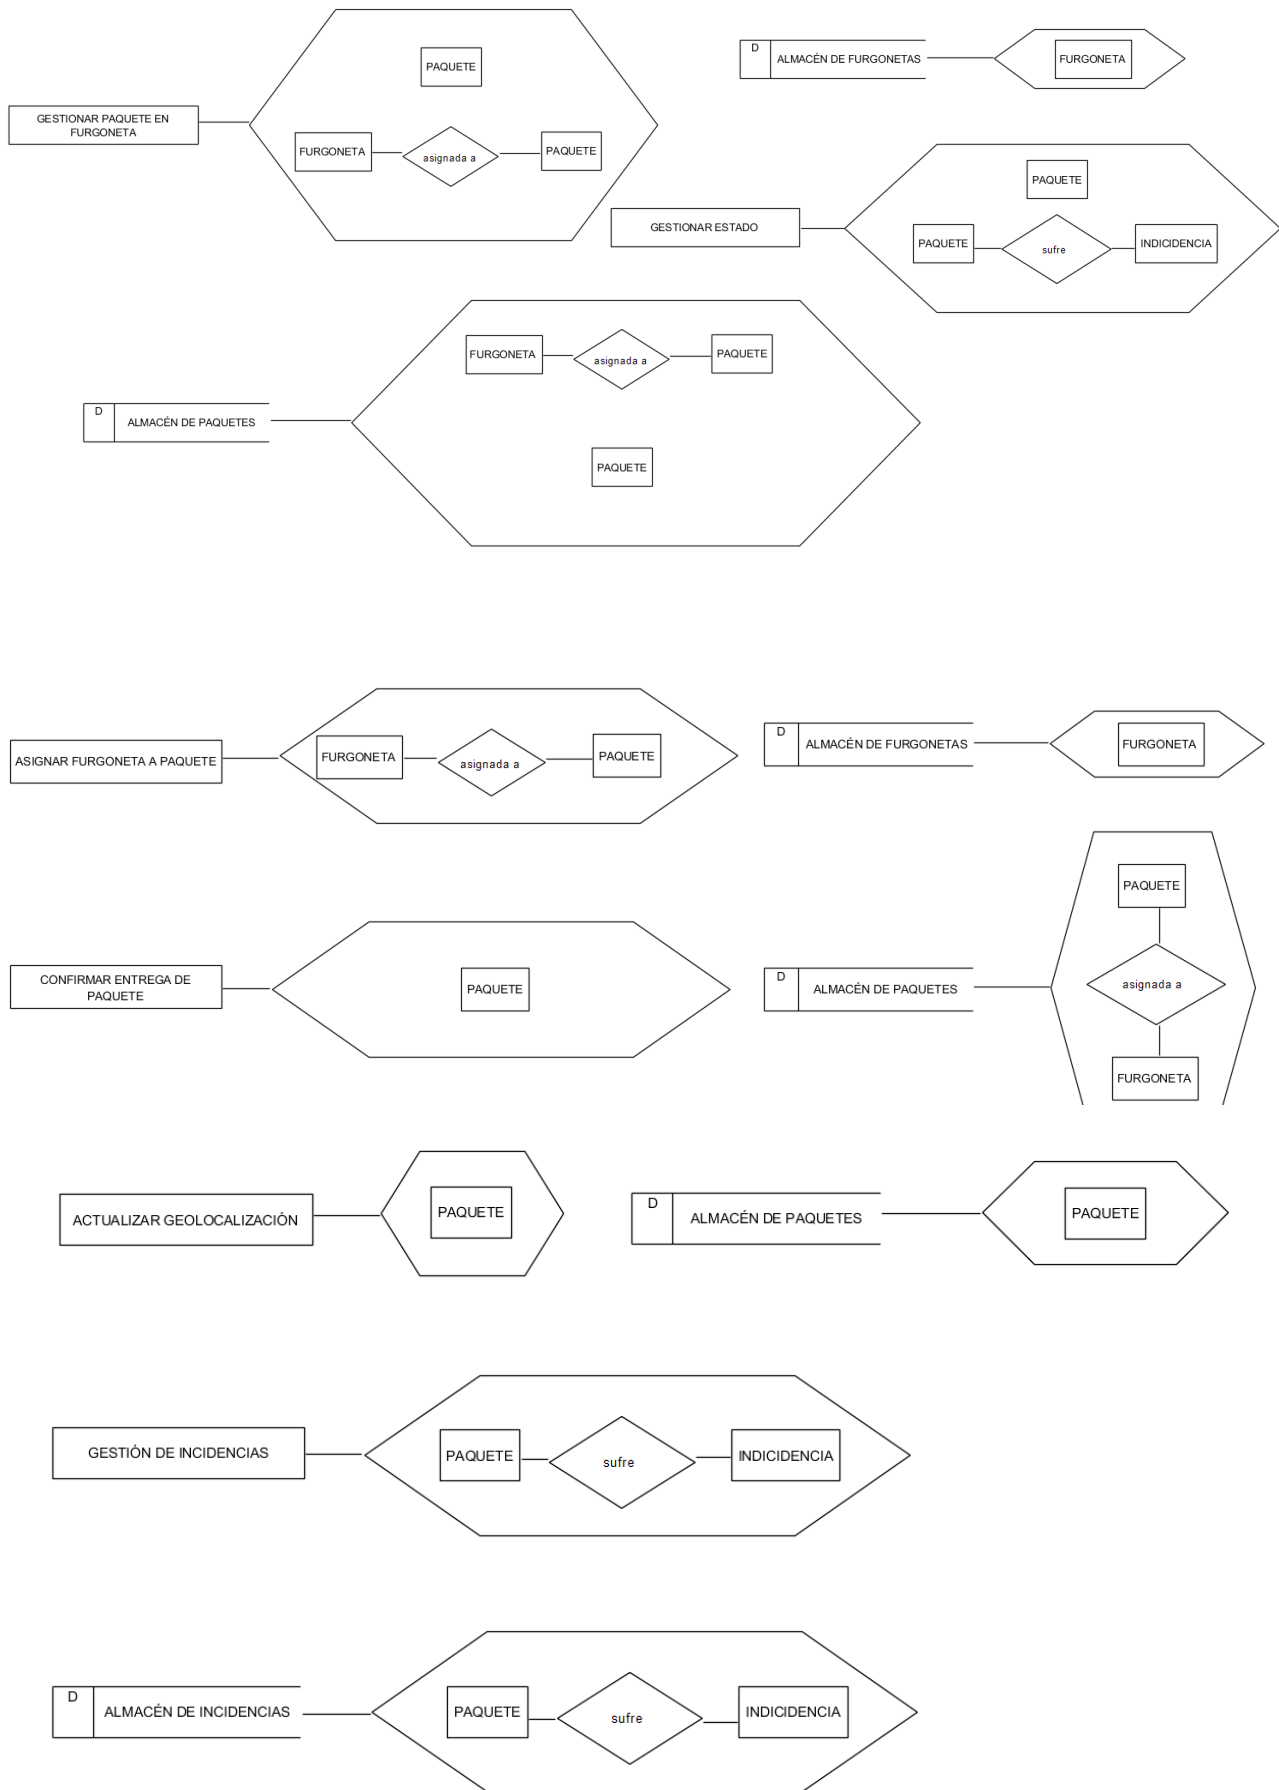 PAQUETE
D
ALMACÉN DE FURGONETAS
FURGONETA
GESTIONAR PAQUETE EN
FURGONETA
FURGONETA
asignada a
PAQUETE
PAQUETE
GESTIONAR ESTADO
PAQUETE
sufre
INDICIDENCIA
FURGONETA
asignada a
PAQUETE
D
ALMACÉN DE PAQUETES
PAQUETE
ASIGNAR FURGONETA A PAQUETE
FURGONETA
asignada a
PAQUETE
D
ALMACÉN DE FURGONETAS
FURGONETA
CONFIRMAR ENTREGA DE
PAQUETE
PAQUETE
D
ALMACÉN DE PAQUETES
PAQUETE
asignada a
FURGONETA
ACTUALIZAR GEOLOCALIZACIÓN
PAQUETE
D
ALMACÉN DE PAQUETES
PAQUETE
GESTIÓN DE INCIDENCIAS
PAQUETE
sufre
INDICIDENCIA
D
ALMACÉN DE INCIDENCIAS
PAQUETE
sufre
INDICIDENCIA